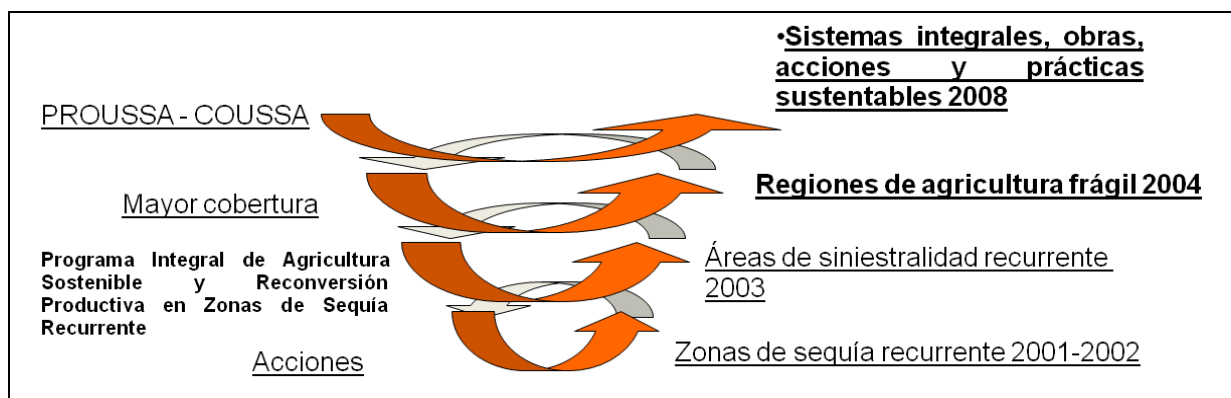 •Sistemas integrales, obras,
acciones y prácticas
sustentables 2008
PROUSSA - COUSSA
Regiones de agricultura frágil 2004
Mayor cobertura
Programa Integral de Agricultura
Sostenible y Reconversión
Productiva en Zonas de Sequía
Recurrente
Áreas de siniestralidad recurrente
2003
Acciones
Zonas de sequía recurrente 2001-2002